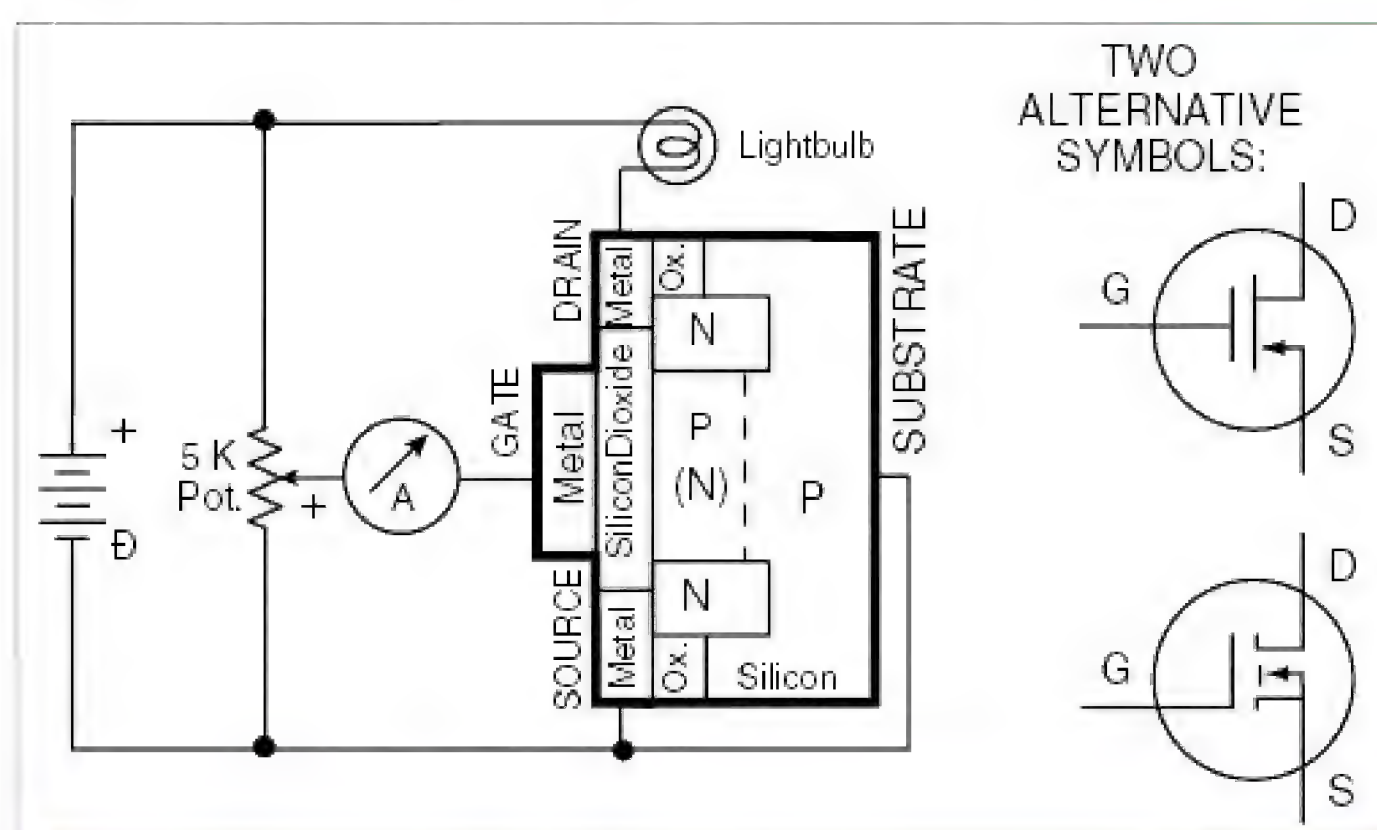 TWO
ALTERNATIVE
SYMBOLS:
Lightbulb
D
G
S
DRAIN
Metal
Ox.
N
SUBSTRATE
GATE
Metal
SiliconDioxide
P
(N)
P
+
5 K
Pot.
+
A
Đ
SOURCE
Metal
Ox.
N
Silicon
D
G
S